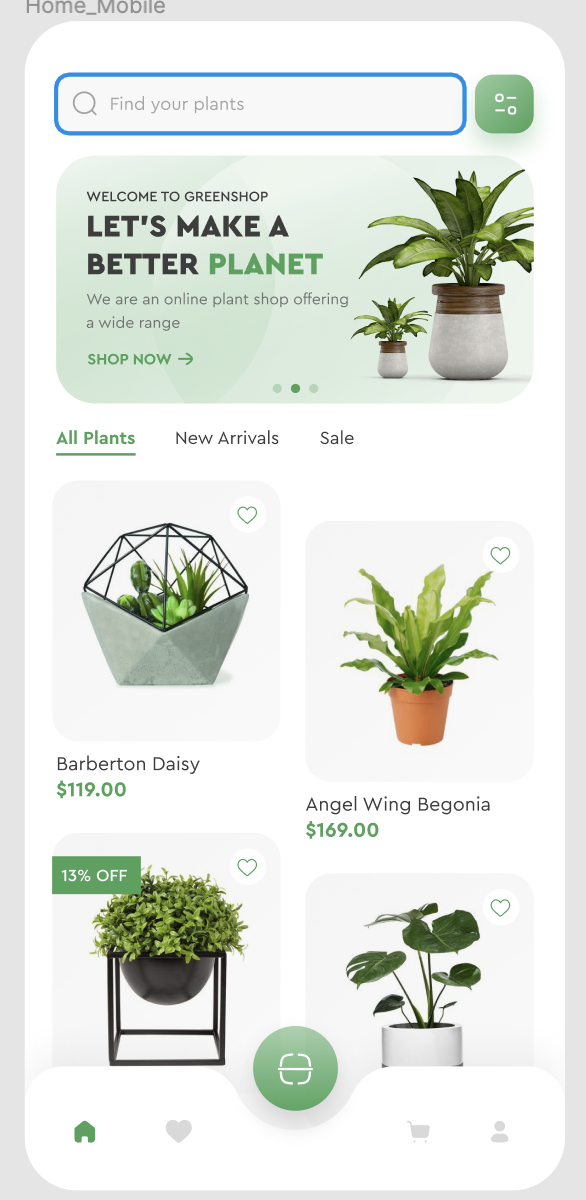 Home_Mobile
Find your plants
WELCOME TO GREENSHOP
LET'S MAKE A
BETTER PLANET
We are an online plant shop offering
a wide range
SHOP NOW →
All Plants New Arrivals Sale
Barberton Daisy
$119.00
Angel Wing Begonia
$169.00
13% OFF